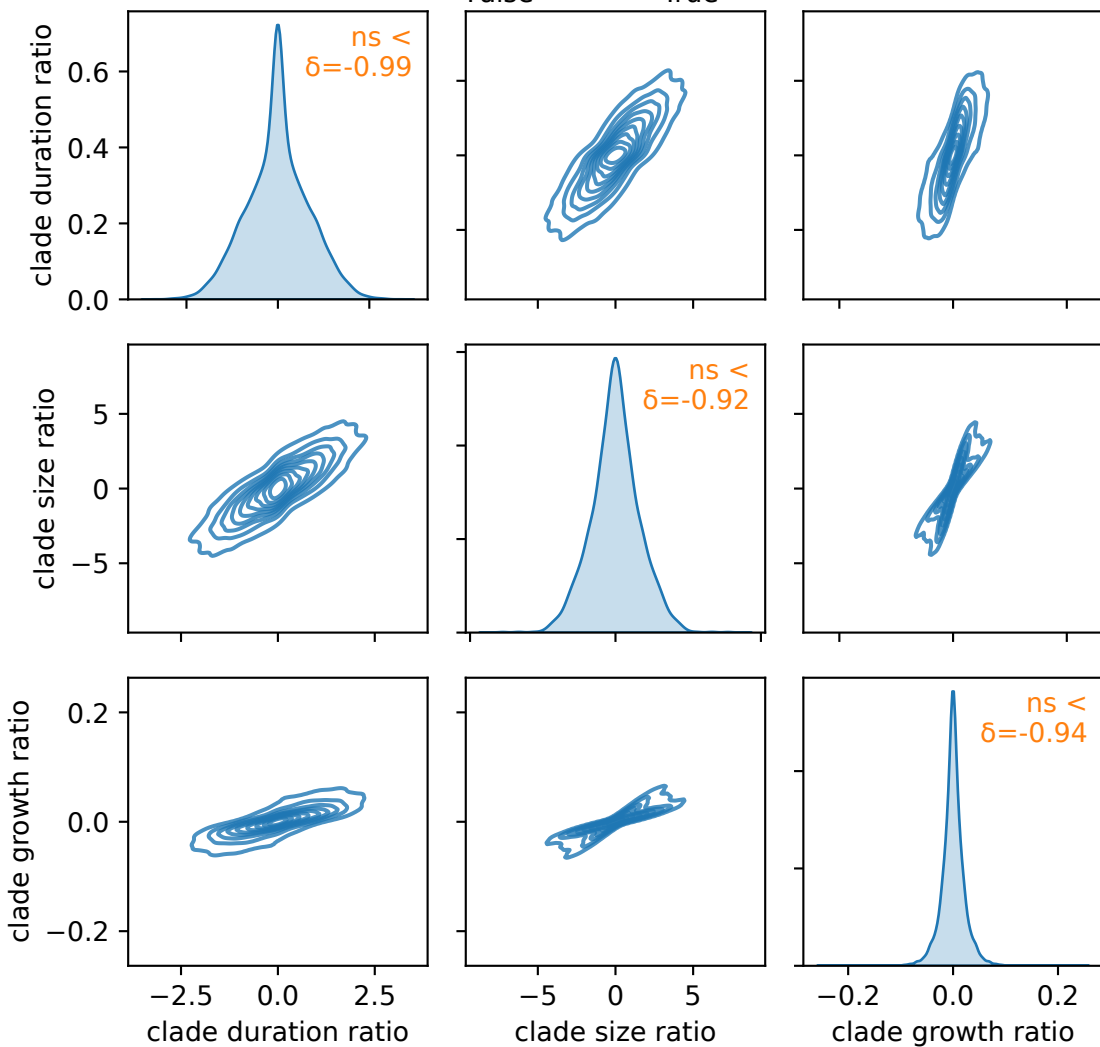 clade duration ratio
0.6
0.4
0.2
0.0
ns <
δ=-0.99
clade size ratio
5
0
−5
ns <
δ=-0.92
clade growth ratio
0.2
0.0
−0.2
ns <
δ=-0.94
−2.5 0.0 2.5
−5 0 5
−0.2 0.0 0.2
clade duration ratio
clade size ratio
clade growth ratio